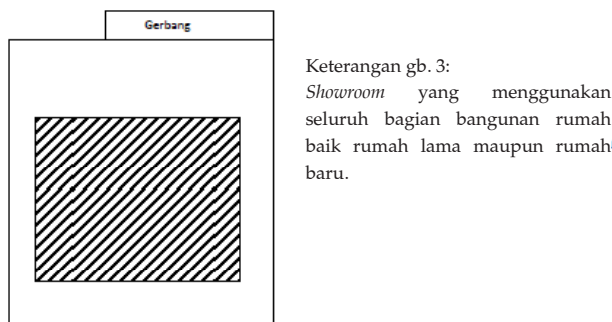 Gerbang
Keterangan gb. 3:
Showroom yang menggunakan
seluruh bagian bangunan rumah
baik rumah lama maupun rumah
baru.